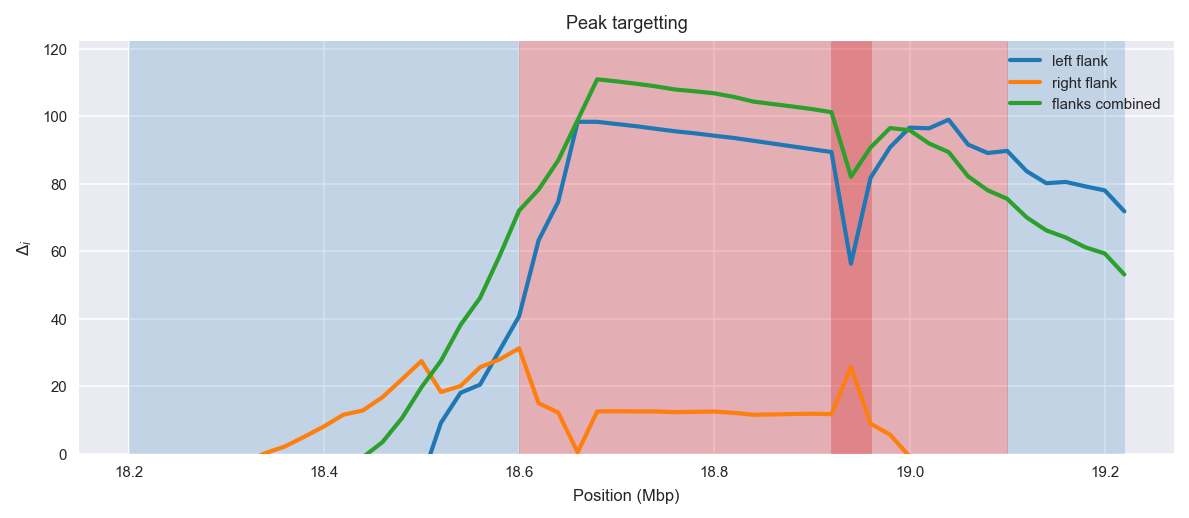 Peak targetting
120
100
80
60
40
20
0
Δi
left flank
right flank
flanks combined
18.2 18.4 18.6 18.8 19.0 19.2
Position (Mbp)